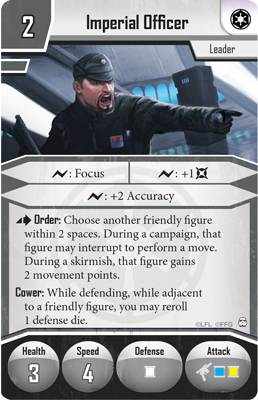 2
Imperial Officer
Leader
: Focus
: +1
: +2 Accuracy
Order: Choose another friendly figure
within 2 spaces. During a campaign, that
figure may interrupt to perform a move.
During a skirmish, that figure gains
2 movement points.
Cower: While defending, while adjacent
to a friendly figure, you may reroll
1 defense die.
©LFL ©FFG
Health
3
Speed
4
Defense
Attack